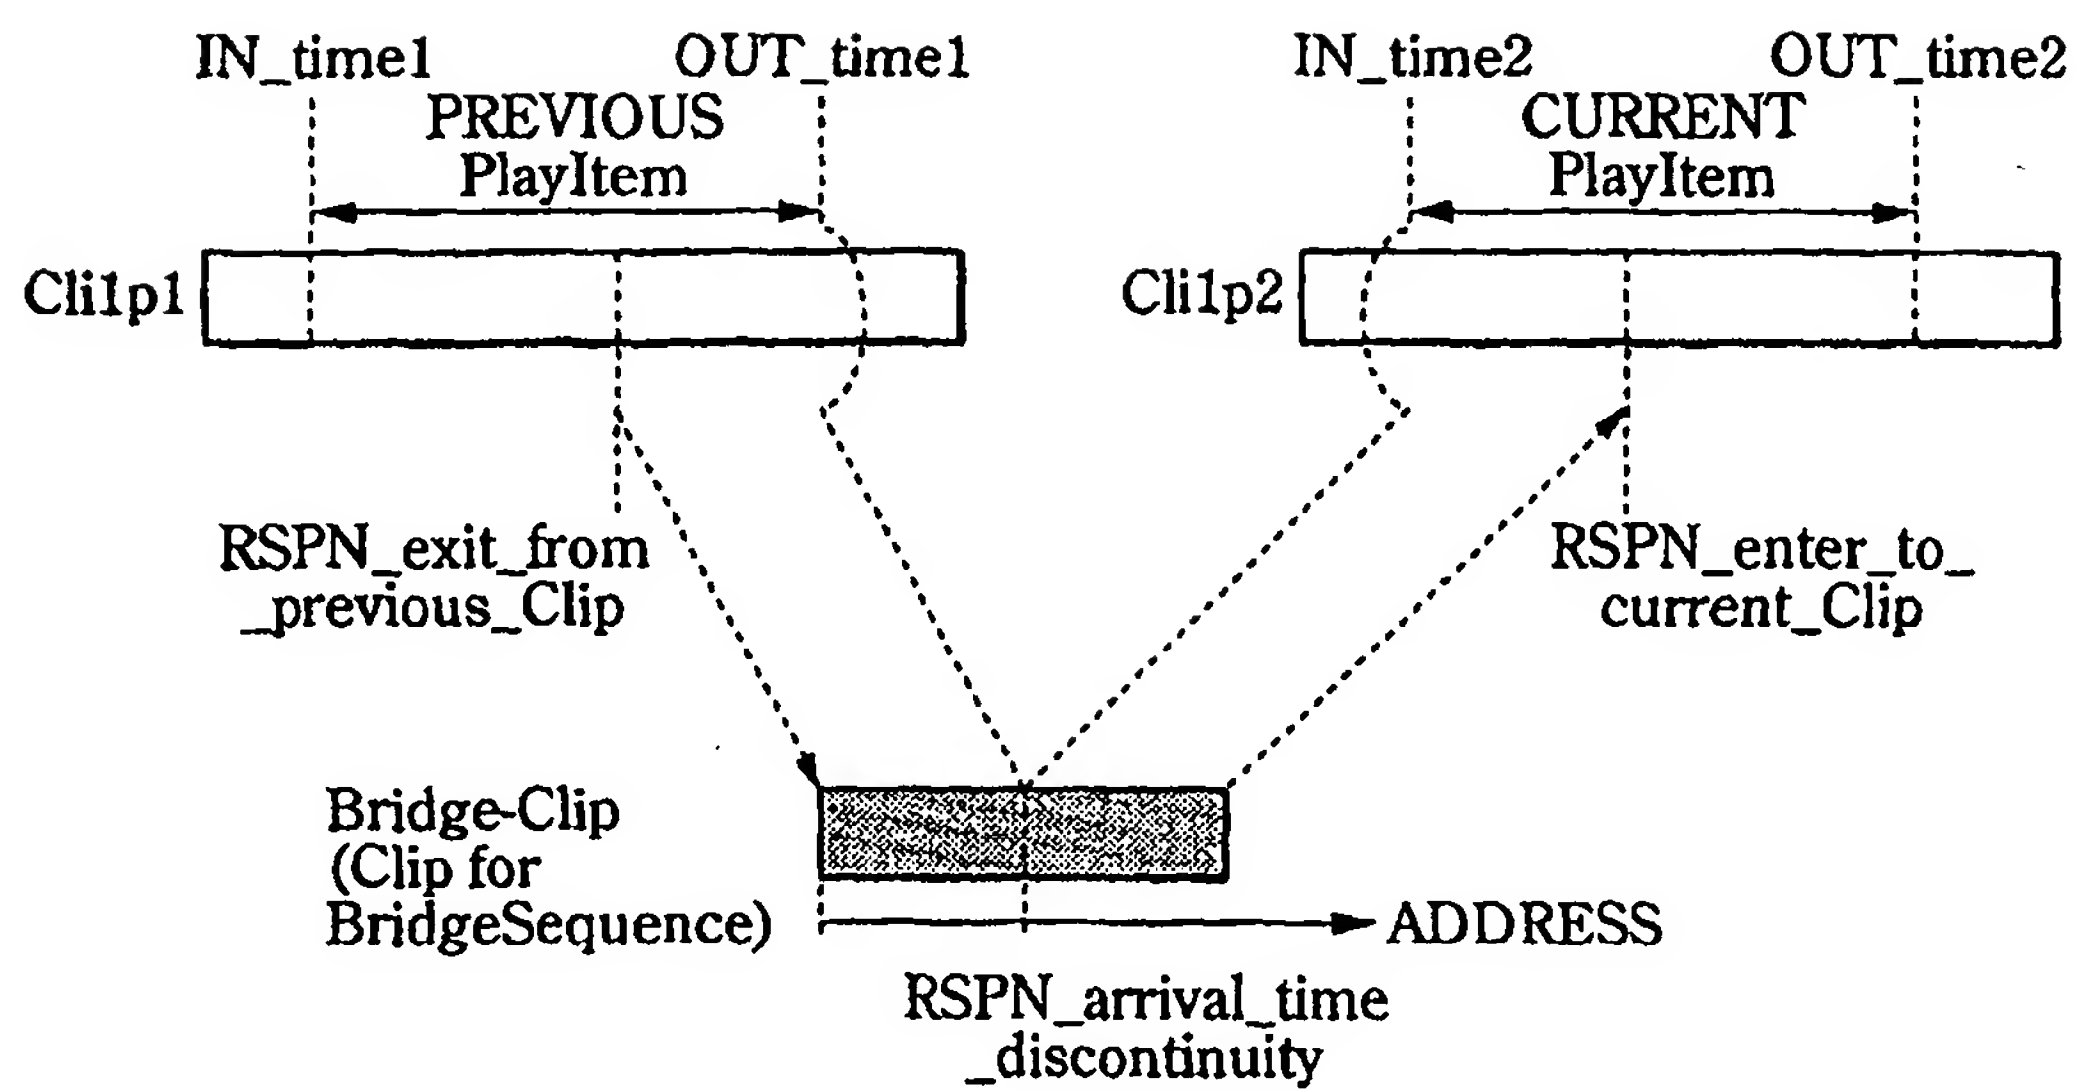 IN_time1
OUT_time1
IN_time2
OUT_time2
PREVIOUS
PlayItem
CURRENT
PlayItem
Cli1p1
Cli1p2
RSPN_exit_from
_previous_Clip
RSPN_enter_to_
current_Clip
Bridge-Clip
(Clip for
BridgeSequence)
ADDRESS
RSPN_arrival_time
_discontinuity